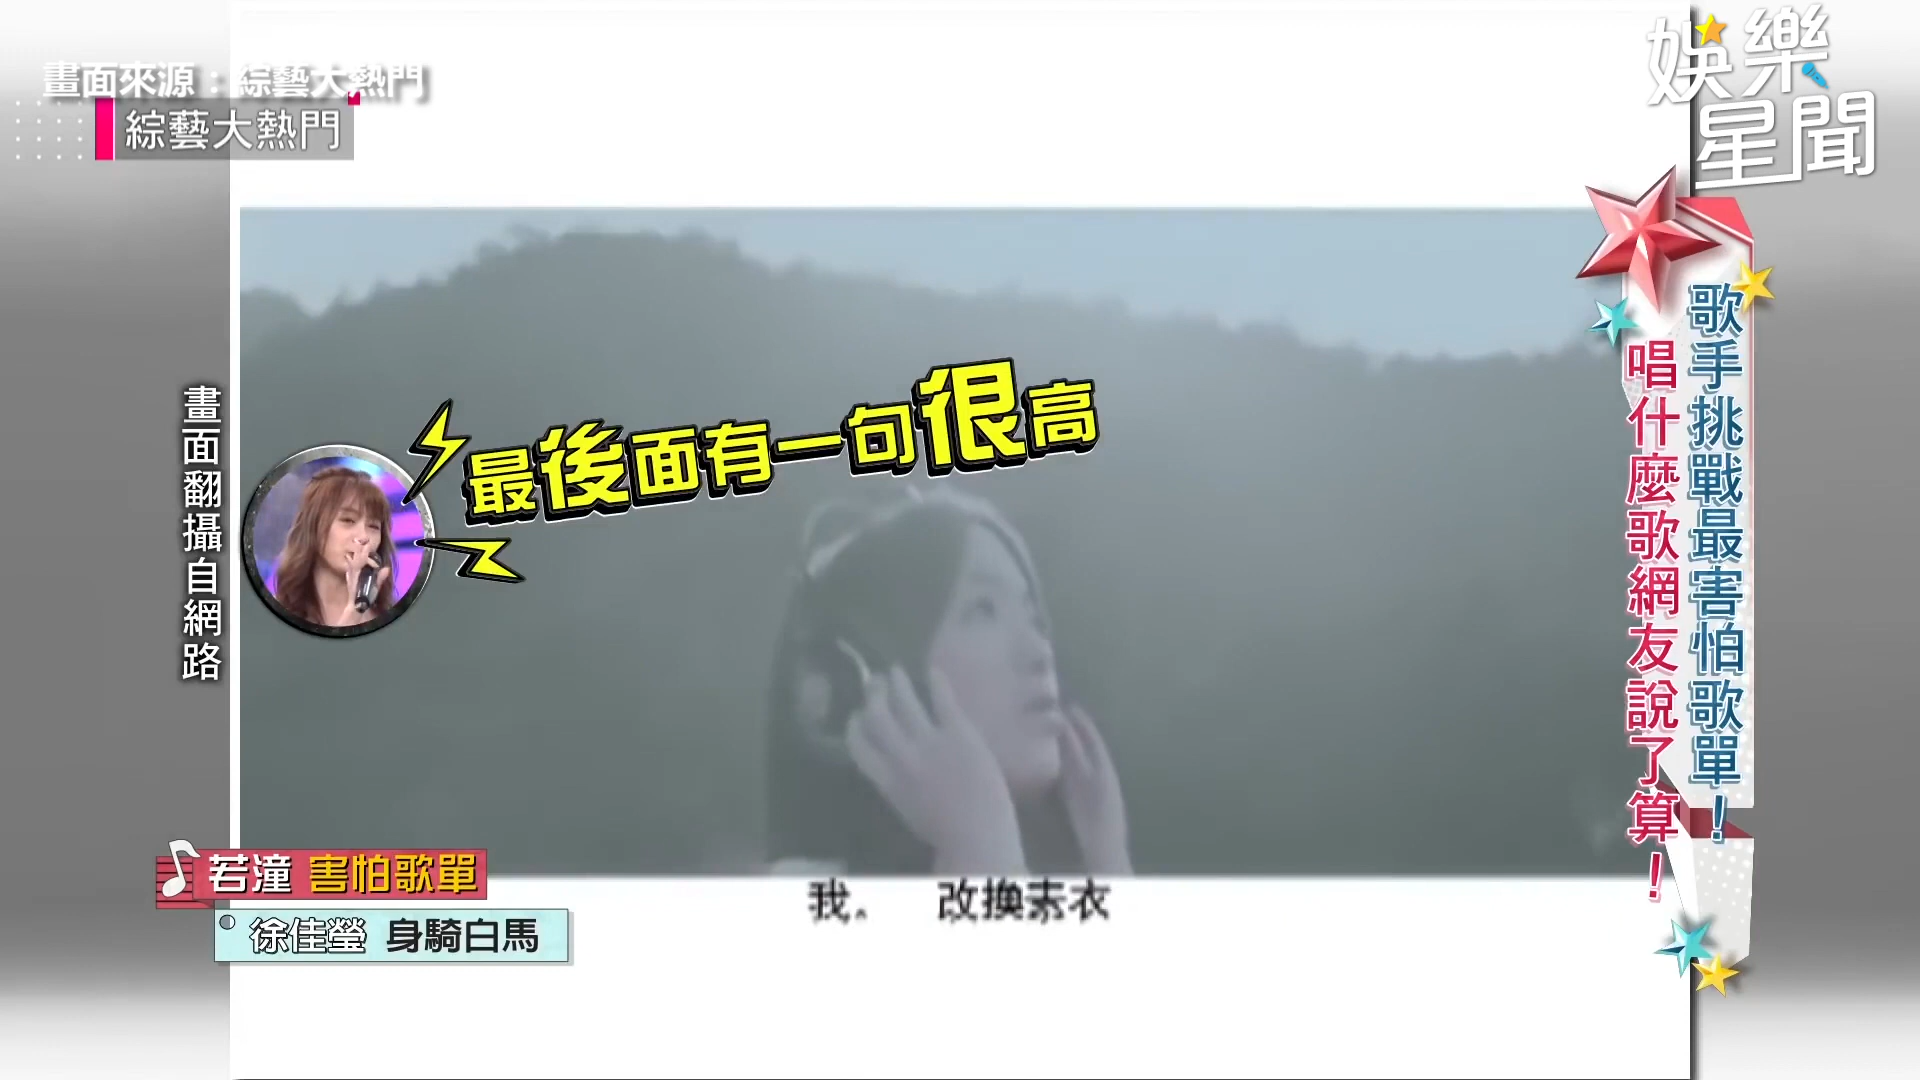 畫面來源：綜藝大熱門
綜藝大熱門
娛樂
星聞
歌手挑戰最害怕歌單！
唱什麼歌網友說了算！
最後面有一句很高
畫面翻攝自網路
若潼 害怕歌單
徐佳瑩 身騎白馬
我. 改換素衣